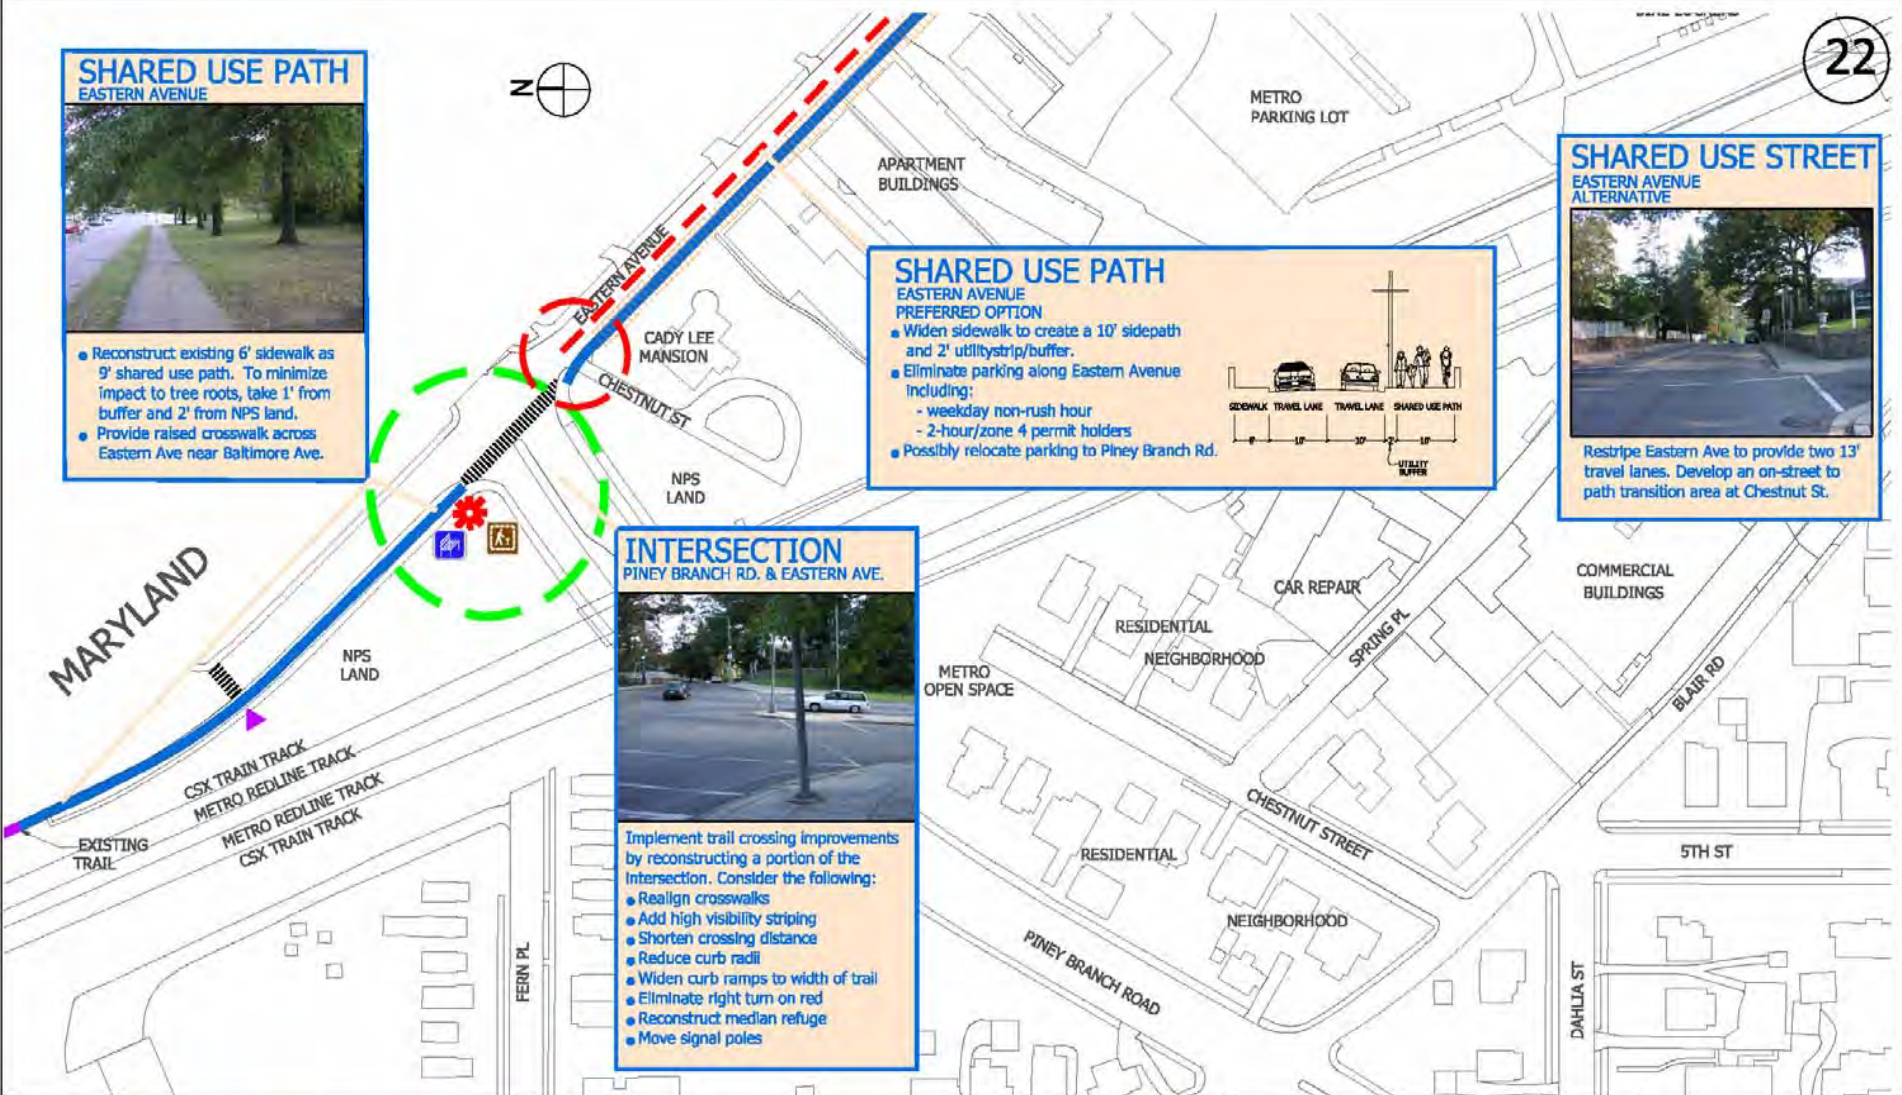 22
SHARED USE PATH
EASTERN AVENUE
Reconstruct existing 6' sidewalk as
9' shared use path. To minimize
impact to tree roots, take 1' from
buffer and 2' from NPS land.
Provide raised crosswalk across
Eastern Ave near Baltimore Ave.
N
METRO
PARKING LOT
APARTMENT
BUILDINGS
SHARED USE STREET
EASTERN AVENUE
ALTERNATIVE
Restripe Eastern Ave to provide two 13'
travel lanes. Develop an on-street to
path transition area at Chestnut St.
SHARED USE PATH
EASTERN AVENUE
PREFERRED OPTION
Widen sidewalk to create a 10' sidepath
and 2' utilitystrip/buffer.
Eliminate parking along Eastern Avenue
including:
- weekday non-rush hour
- 2-hour/zone 4 permit holders
Possibly relocate parking to Piney Branch Rd.
SIDEWALK TRAVEL LANE TRAVEL LANE SHARED USE PATH
10' 10' 2' 10'
UTILITY
BUFFER
EASTERN AVENUE
CADY LEE
MANSION
CHESTNUT ST
NPS
LAND
INTERSECTION
PINEY BRANCH RD. & EASTERN AVE.
Implement trail crossing improvements
by reconstructing a portion of the
intersection. Consider the following:
Realign crosswalks
Add high visibility striping
Shorten crossing distance
Reduce curb radii
Widen curb ramps to width of trail
Eliminate right turn on red
Reconstruct median refuge
Move signal poles
MARYLAND
NPS
LAND
CSX TRAIN TRACK
METRO REDLINE TRACK
METRO REDLINE TRACK
CSX TRAIN TRACK
EXISTING
TRAIL
FERN PL
CAR REPAIR
COMMERCIAL
BUILDINGS
RESIDENTIAL
NEIGHBORHOOD
SPRING PL
METRO
OPEN SPACE
BLAIR RD
CHESTNUT STREET
RESIDENTIAL
NEIGHBORHOOD
5TH ST
PINEY BRANCH ROAD
DAHLIA ST